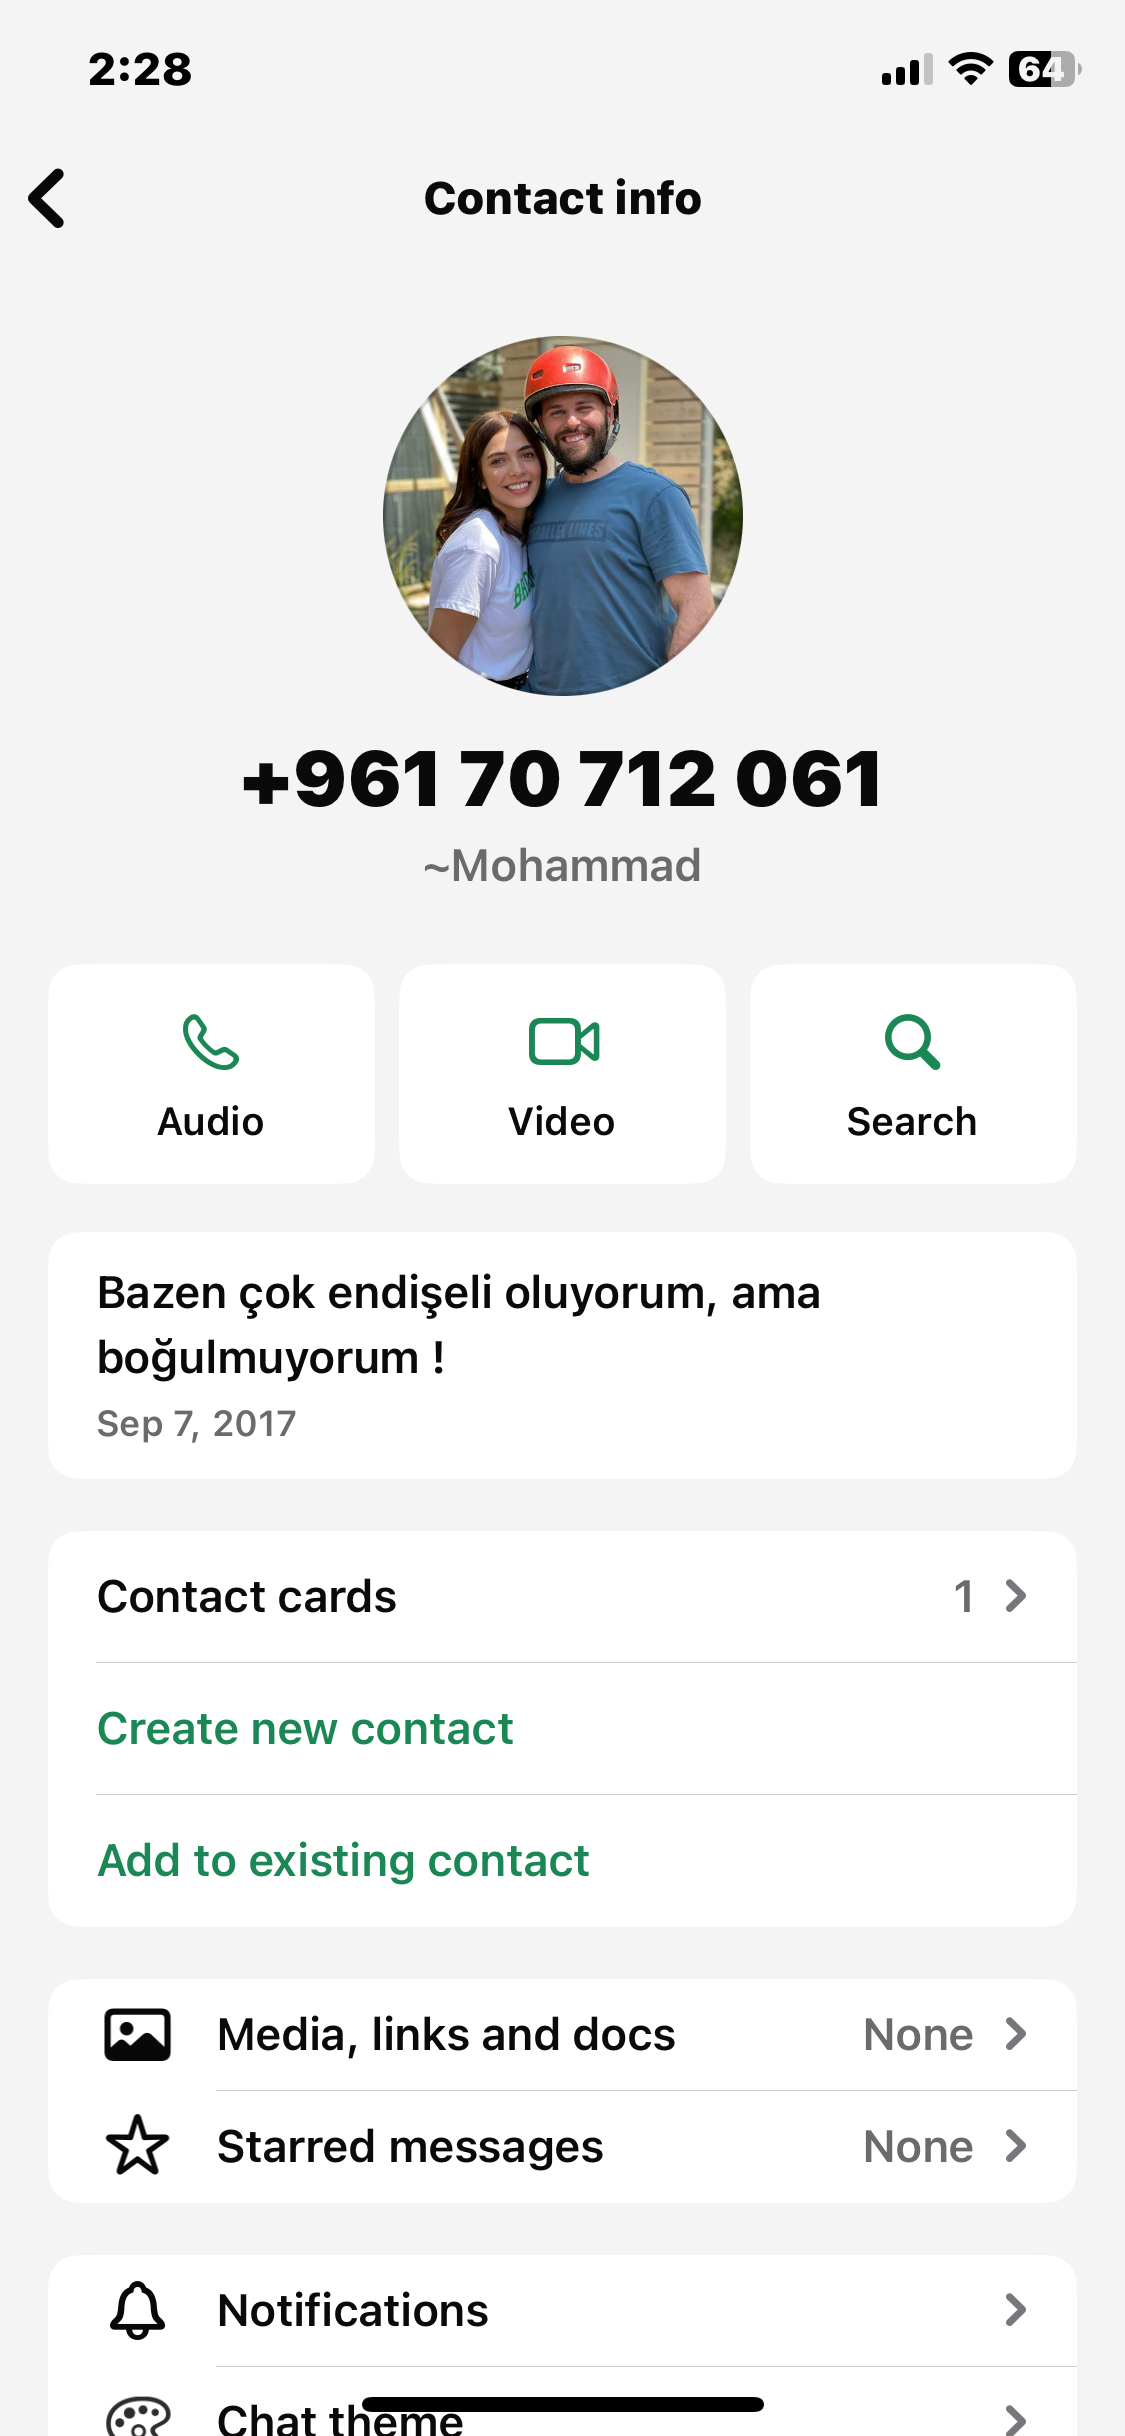 2:28
64
Contact info
+961 70 712 061
~Mohammad
Audio
Video
Search
Bazen çok endişeli oluyorum, ama
boğulmuyorum !
Sep 7, 2017
Contact cards 1
Create new contact
Add to existing contact
Media, links and docs None
Starred messages None
Notifications
Chat theme